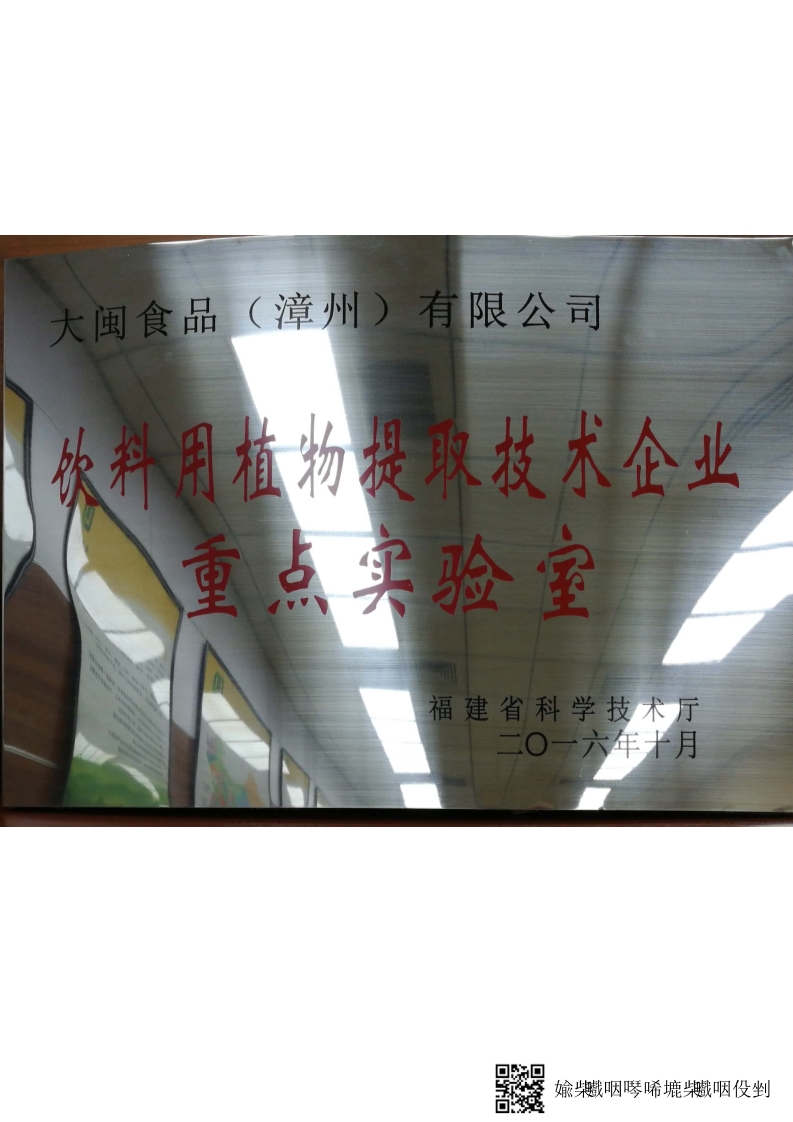 大闽食品（漳州）有限公司
饮料用植物提取技术企业
重点实验室
福建省科学技术厅
二〇一六年十月